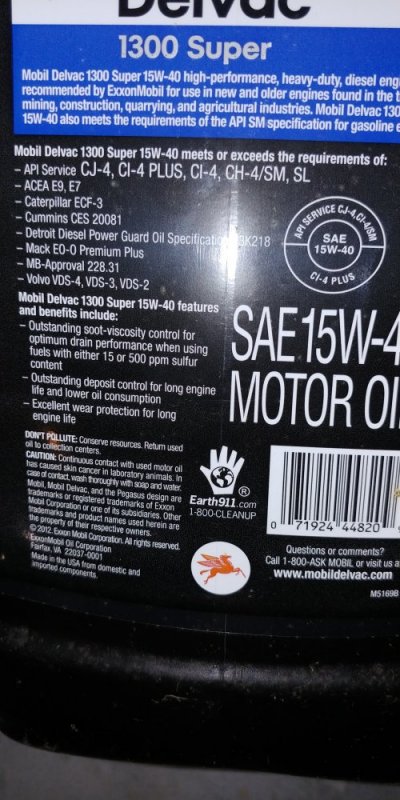 Delvac
1300 Super
Mobil Delvac 1300 Super 15W-40 high-performance, heavy-duty, diesel eng
recommended by ExxonMobil for use in new and older engines found in the t
mining, construction, quarrying, and agricultural industries. Mobil Delvac 130
15W-40 also meets the requirements of the API SM specification for gasoline e
Mobil Delvac 1300 Super 15W-40 meets or exceeds the requirements of:
– API Service CJ-4, CI-4 PLUS, CI-4, CH-4/SM, SL
– ACEA E9, E7
– Caterpillar ECF-3
– Cummins CES 20081
– Detroit Diesel Power Guard Oil Specificati 3K218
– Mack EO-O Premium Plus
– MB-Approval 228.31
– Volvo VDS-4, VDS-3, VDS-2
API SERVICE CJ-4,CI-4/SM
SAE
15W-40
CI-4 PLUS
Mobil Delvac 1300 Super 15W-40 features
and benefits include:
– Outstanding soot-viscosity control for
optimum drain performance when using
fuels with either 15 or 500 ppm sulfur
content
– Outstanding deposit control for long engine
life and lower oil consumption
– Excellent wear protection for long
engine life
SAE 15W-4
MOTOR OI
DON'T POLLUTE: Conserve resources. Return used
oil to collection centers.
CAUTION: Continuous contact with used motor oil
has caused skin cancer in laboratory animals. In
case of contact, wash thoroughly with soap and water.
Mobil, Mobil Delvac, and the Pegasus design are
trademarks or registered trademarks of Exxon
Mobil Corporation or one of its subsidiaries. Other
trademarks and product names used herein are
the property of their respective owners.
© 2012 Exxon Mobil Corporation. All rights reserved.
ExxonMobil Oil Corporation
Fairfax, VA 22037-0001
Made in the USA from domestic and
imported components.
®
Earth911.com
1-800-CLEANUP
0 71924 44820
Questions or comments?
Call 1-800-ASK MOBIL or visit us a
www.mobildelvac.com
M5169B